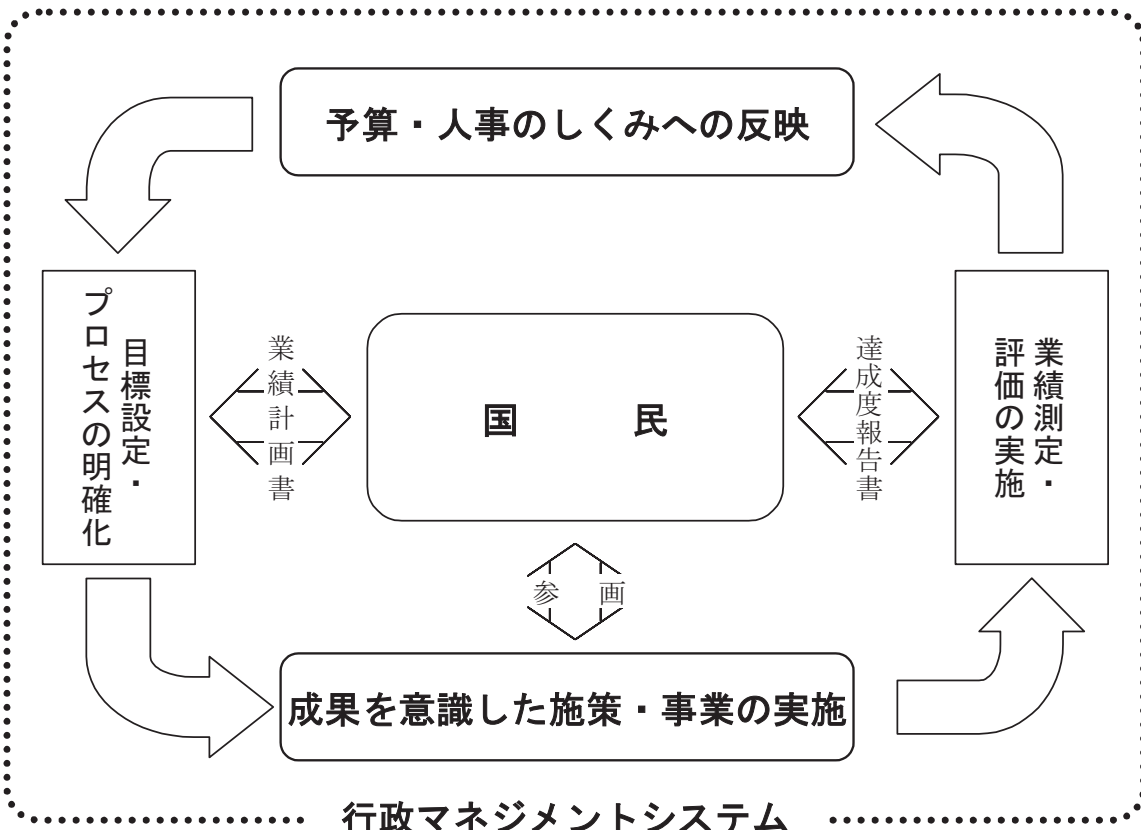 予算・人事のしくみへの反映
目標設定・
プロセスの明確化
業績計画書
国　　　民
達成度報告書
業績測定・
評価の実施
参　画
成果を意識した施策・事業の実施
行政マネジメントシステム